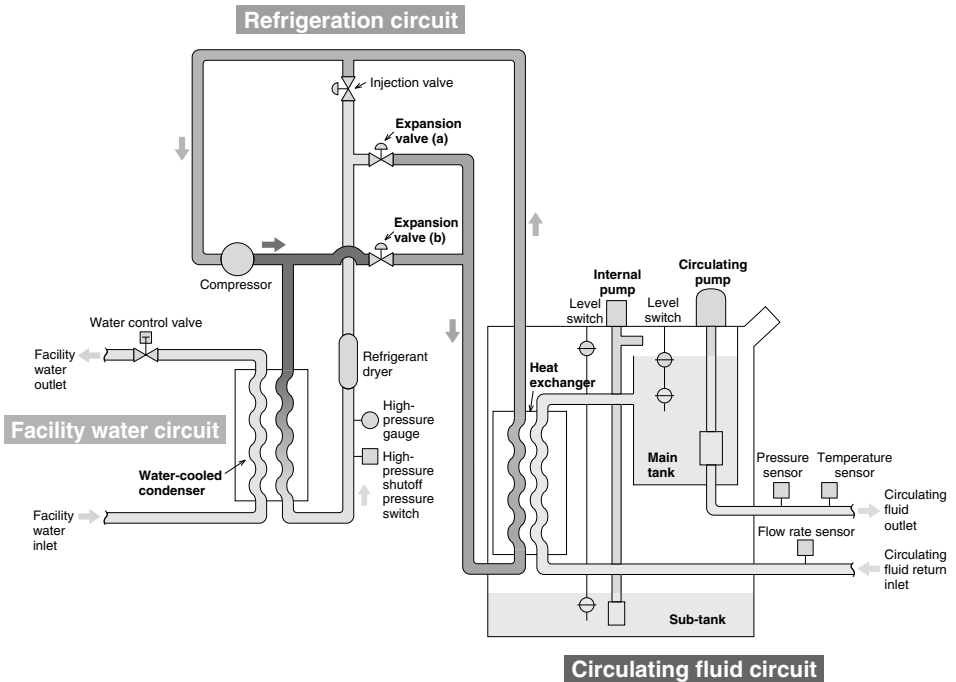 Refrigeration circuit
Injection valve
Expansion
valve (a)
Expansion
valve (b)
Compressor
Circulating
pump
Internal
pump
Level
switch
Level
switch
Water control valve
Facility
water
outlet
Refrigerant
dryer
Heat
exchanger
High-
pressure
gauge
Facility water circuit
High-
pressure
shutoff
pressure
switch
Water-cooled
condenser
Main
tank
Pressure
sensor
Temperature
sensor
Circulating
fluid
outlet
Facility
water
inlet
Flow rate sensor
Circulating
fluid return
inlet
Sub-tank
Circulating fluid circuit